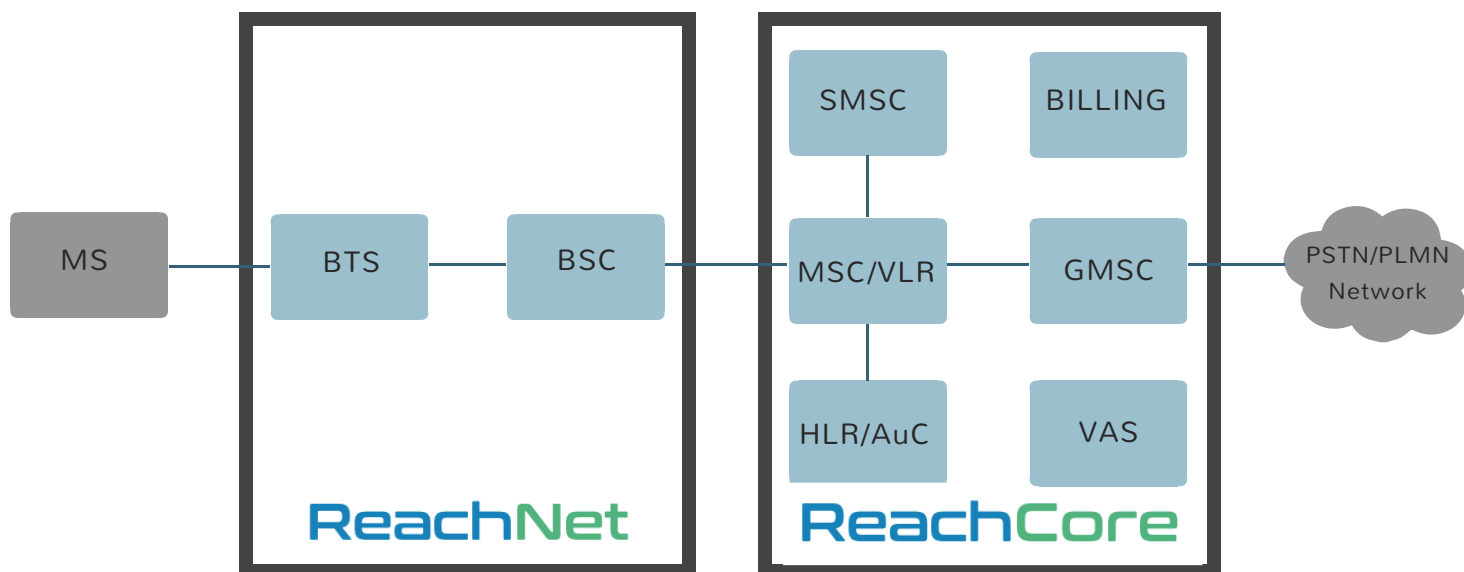 SMSC
BILLING
MS
BTS
BSC
MSC/VLR
GMSC
PSTN/PLMN
Network
HLR/AuC
VAS
ReachNet
ReachCore